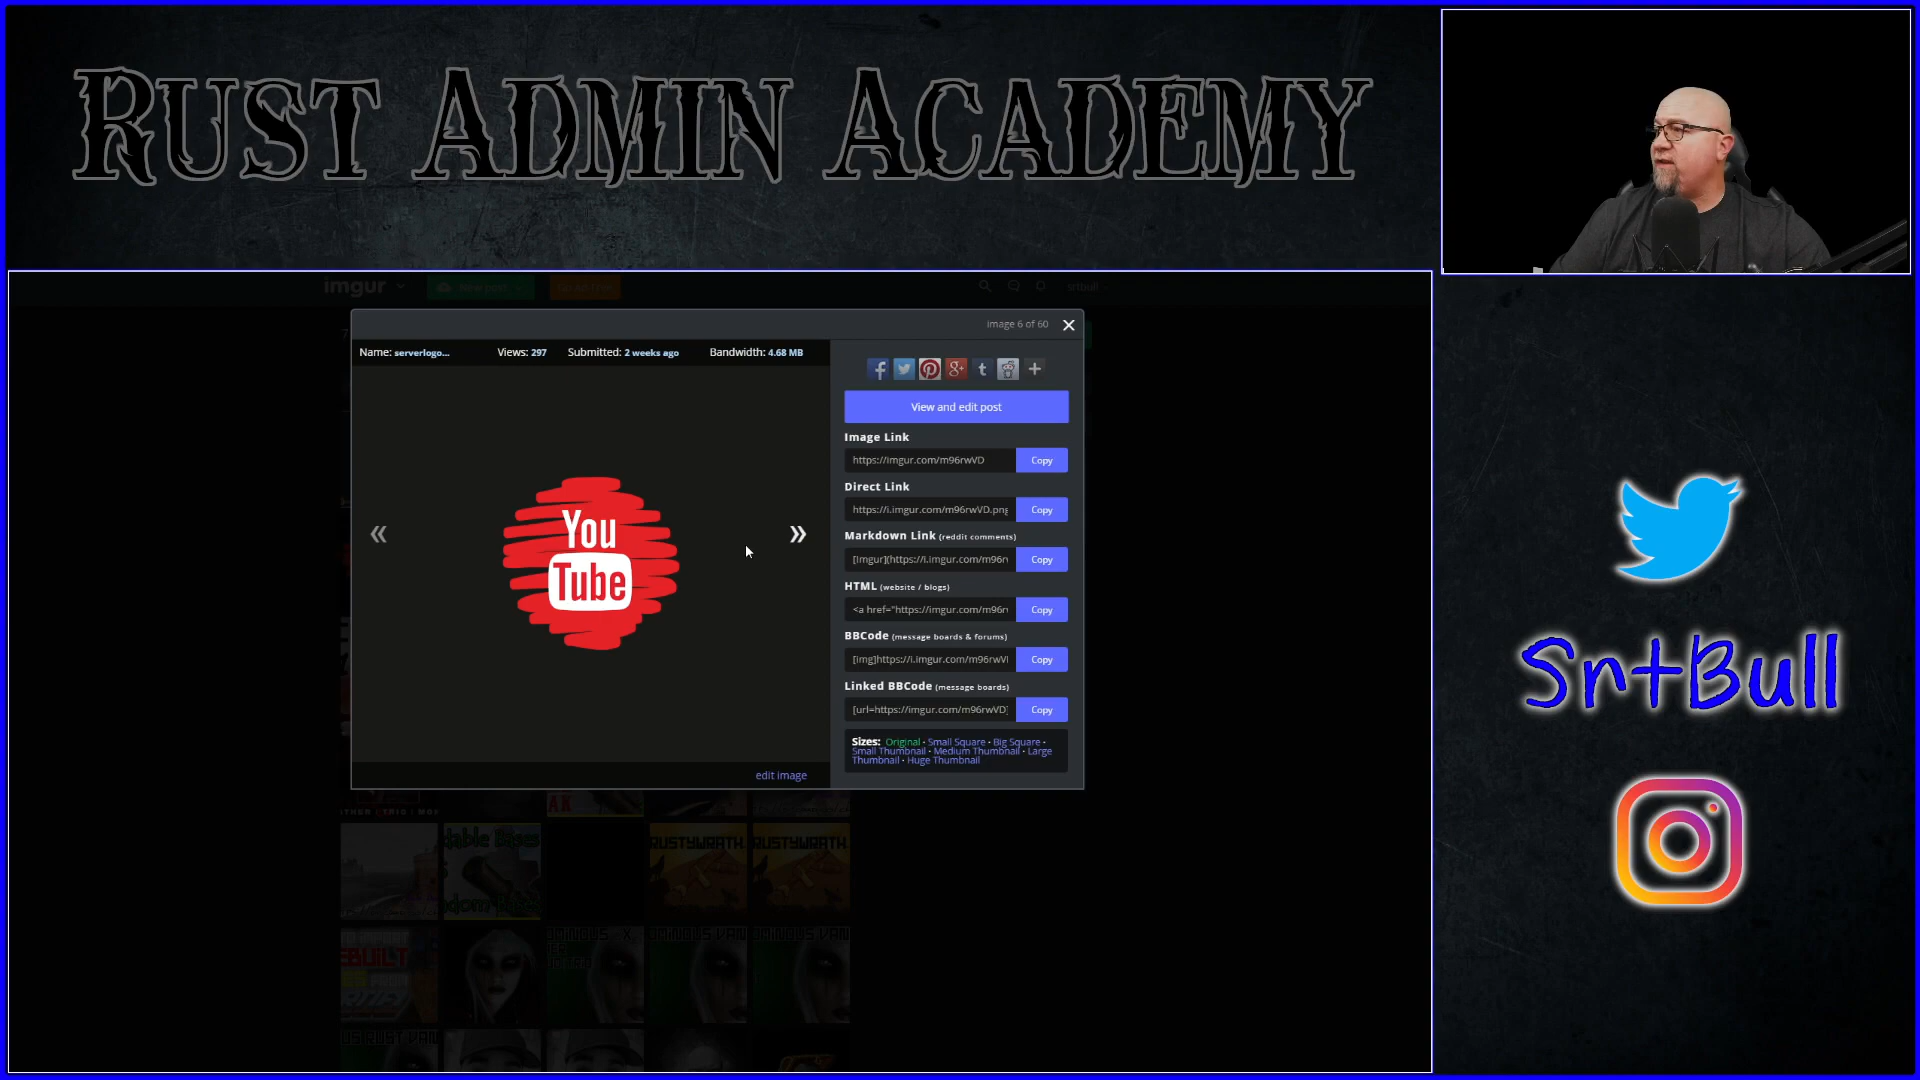 Rust Admin Academy
imgur
New post
sntbull
image 6 of 60
Name: serverlogo...
Views: 297
Submitted: 2 weeks ago
Bandwidth: 4.68 MB
View and edit post
Image Link
https://imgur.com/m96rwVD
Copy
Direct Link
https://i.imgur.com/m96rwVD.png
Copy
Markdown Link (reddit comments)
[Imgur](https://i.imgur.com/m96r
Copy
HTML (website / blogs)
<a href="https://imgur.com/m96r
Copy
BBCode (message boards & forums)
[img]https://i.imgur.com/m96rwV
Copy
Linked BBCode (message boards)
[url=https://imgur.com/m96rwVD]
Copy
Sizes: Original · Small Square · Big Square ·
Small Thumbnail · Medium Thumbnail · Large
Thumbnail · Huge Thumbnail
You
Tube
edit image
RUSTYWRATH
RUSTYWRATH
SntBull